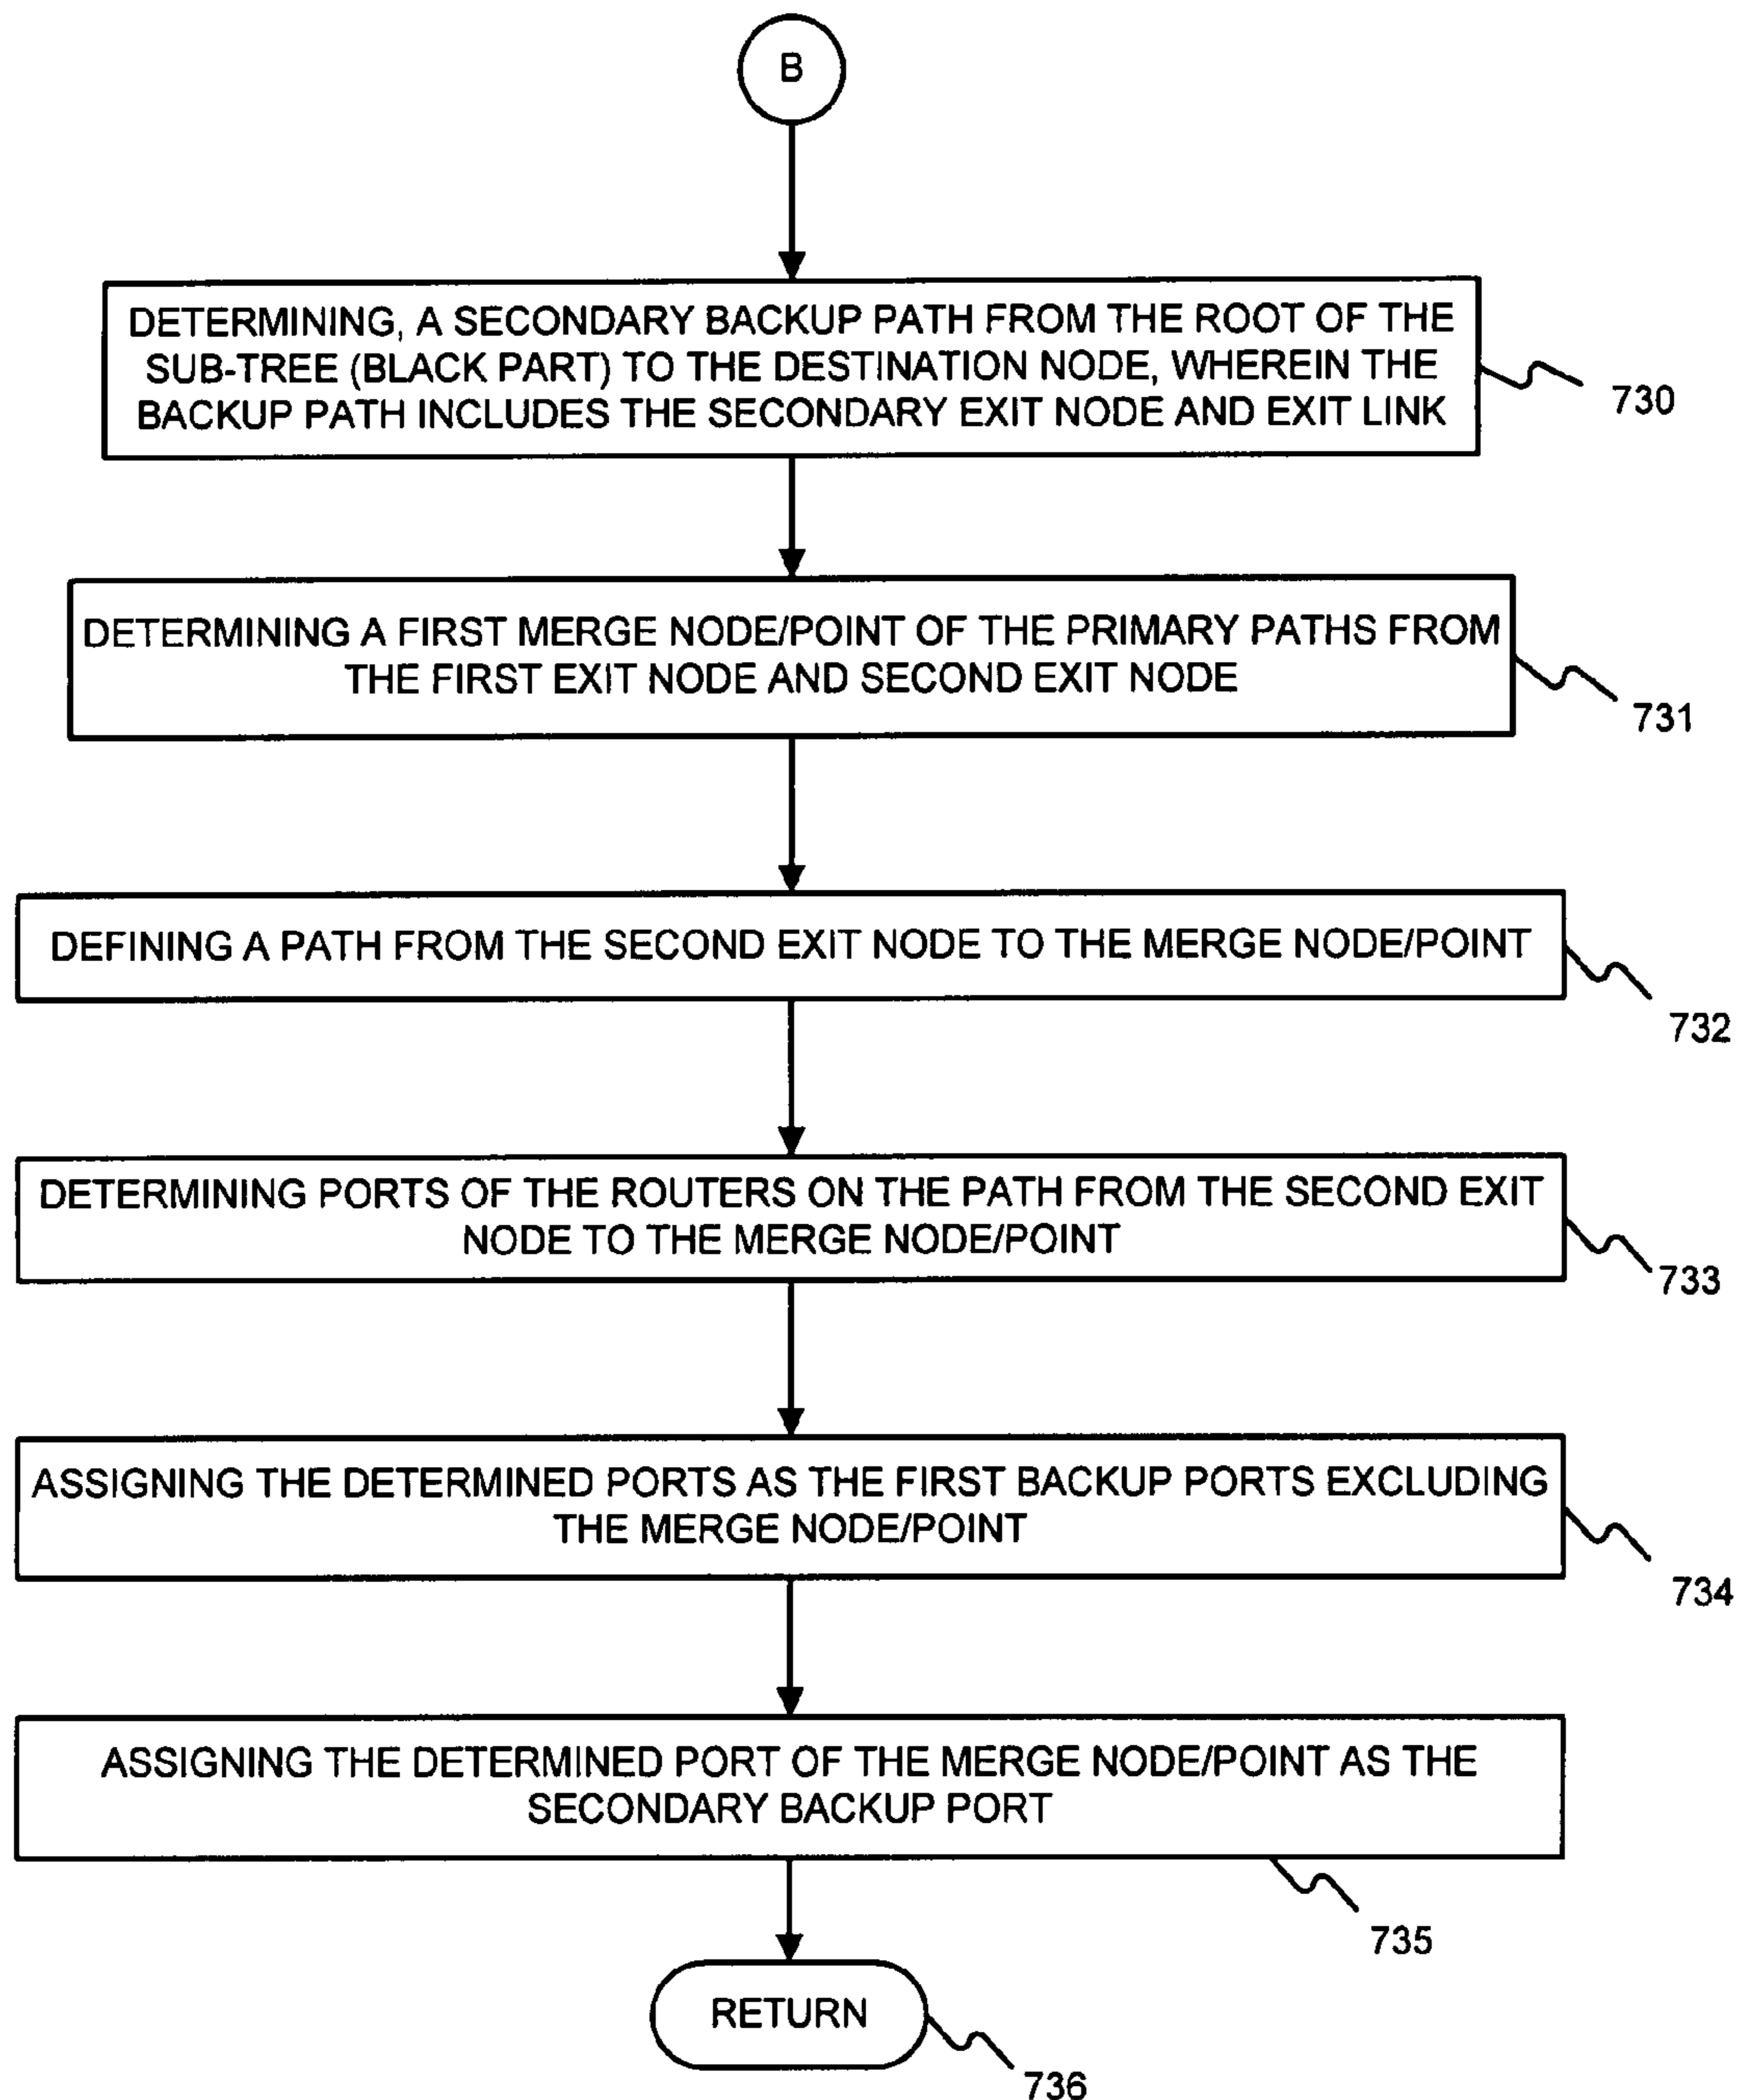 B
DETERMINING, A SECONDARY BACKUP PATH FROM THE ROOT OF THE
SUB-TREE (BLACK PART) TO THE DESTINATION NODE, WHEREIN THE
BACKUP PATH INCLUDES THE SECONDARY EXIT NODE AND EXIT LINK
730
DETERMINING A FIRST MERGE NODE/POINT OF THE PRIMARY PATHS FROM
THE FIRST EXIT NODE AND SECOND EXIT NODE
731
DEFINING A PATH FROM THE SECOND EXIT NODE TO THE MERGE NODE/POINT
732
DETERMINING PORTS OF THE ROUTERS ON THE PATH FROM THE SECOND EXIT
NODE TO THE MERGE NODE/POINT
733
ASSIGNING THE DETERMINED PORTS AS THE FIRST BACKUP PORTS EXCLUDING
THE MERGE NODE/POINT
734
ASSIGNING THE DETERMINED PORT OF THE MERGE NODE/POINT AS THE
SECONDARY BACKUP PORT
735
RETURN
736